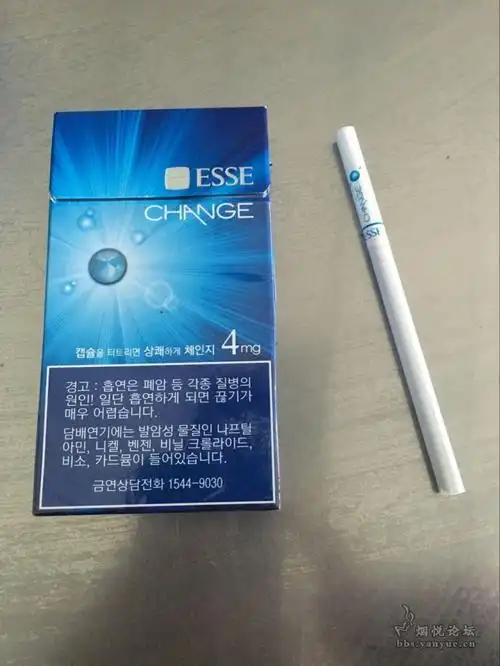 ESSE
CHANGE
캡슐을 터트리면 상쾌하게 체인지 4mg
경고 : 흡연은 폐암 등 각종 질병의
원인! 일단 흡연하게 되면 끊기가
매우 어렵습니다.
담배연기에는 발암성 물질인 나프틸
아민, 니켈, 벤젠, 비닐 크롤라이드,
비소, 카드뮴이 들어있습니다.
금연상담전화 1544-9030
CHANGE
ESSE
烟悦论坛
bbs.yanyue.cn